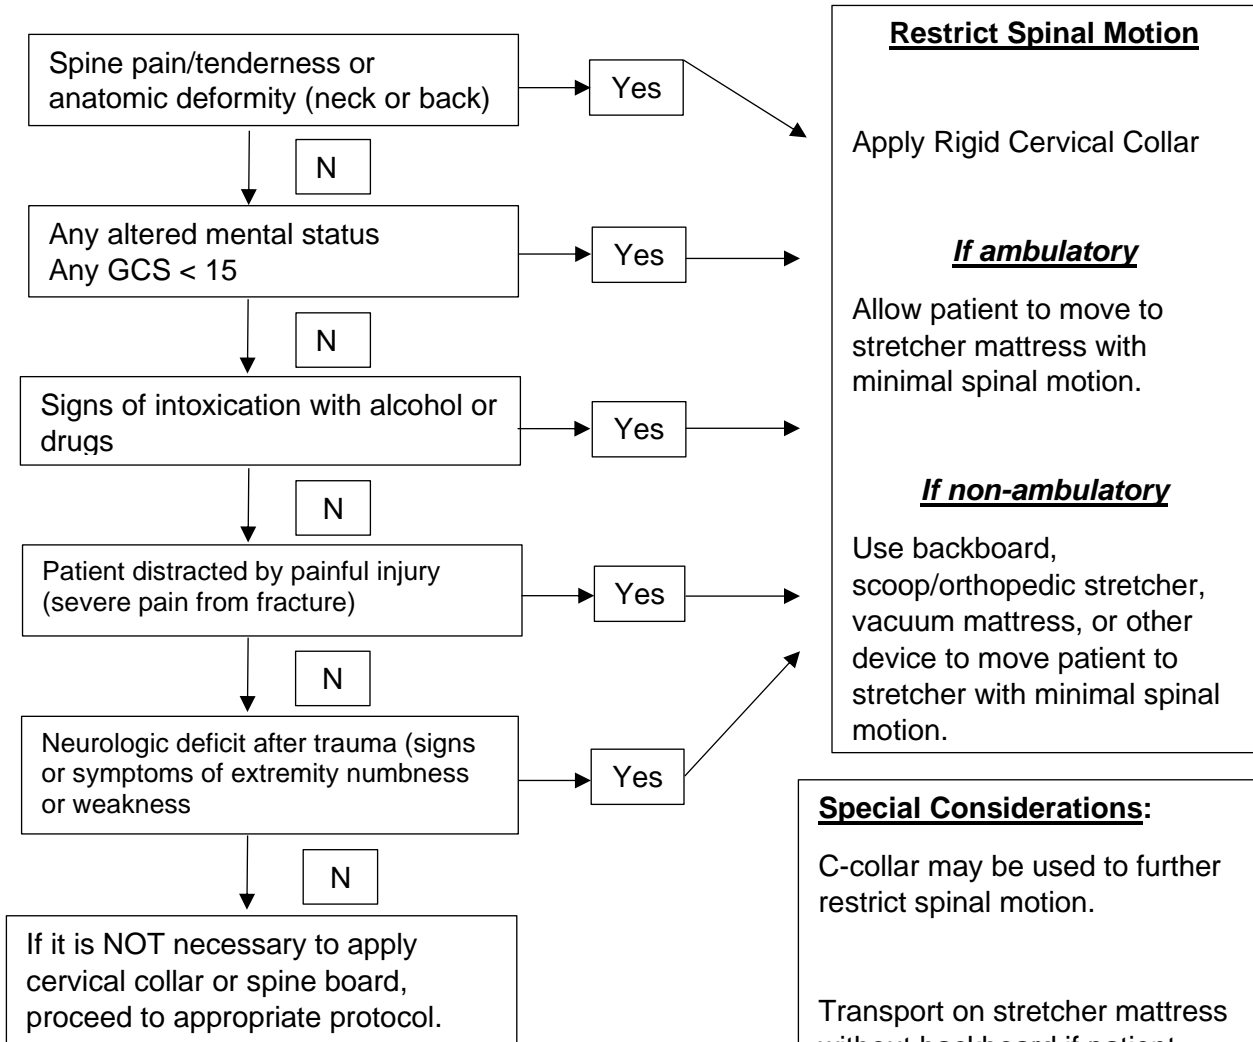 Spine pain/tenderness or
anatomic deformity (neck or back)
Yes
N
Any altered mental status
Any GCS < 15
Yes
N
Signs of intoxication with alcohol or
drugs
Yes
N
Patient distracted by painful injury
(severe pain from fracture)
Yes
N
Neurologic deficit after trauma (signs
or symptoms of extremity numbness
or weakness
Yes
N
If it is NOT necessary to apply
cervical collar or spine board,
proceed to appropriate protocol.
Restrict Spinal Motion
Apply Rigid Cervical Collar
If ambulatory
Allow patient to move to
stretcher mattress with
minimal spinal motion.
If non-ambulatory
Use backboard,
scoop/orthopedic stretcher,
vacuum mattress, or other
device to move patient to
stretcher with minimal spinal
motion.
Special Considerations:
C-collar may be used to further
restrict spinal motion.
Transport on stretcher mattress
without backboard if patient